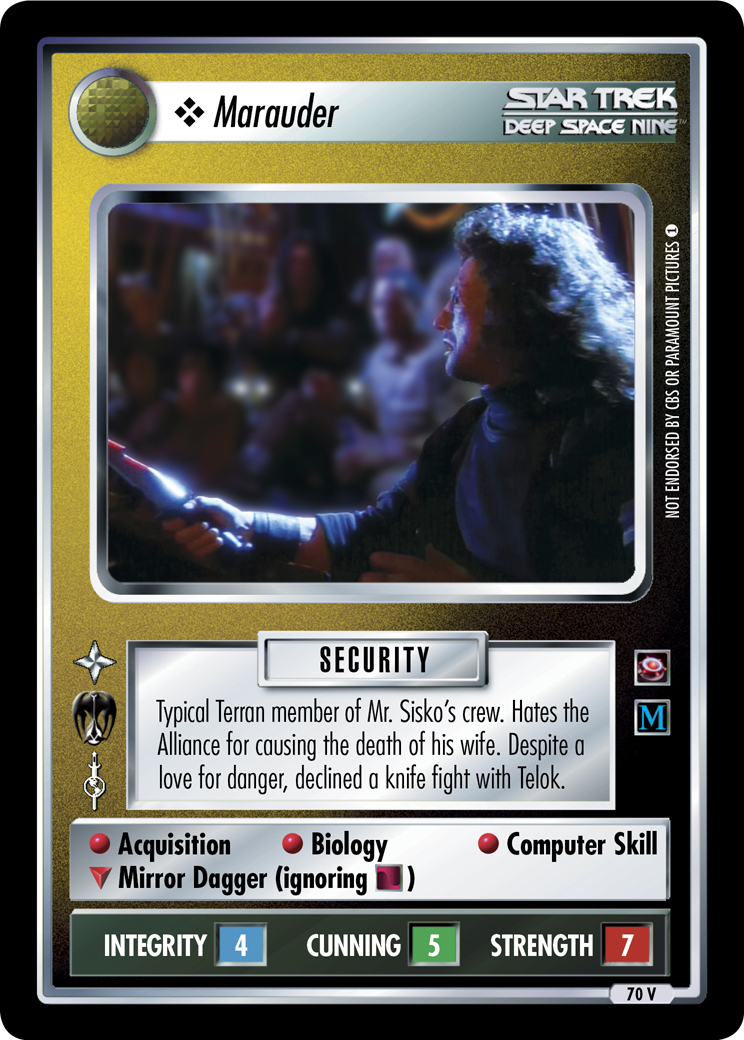 ❖ Marauder
STAR TREK
DEEP SPACE NINE™
NOT ENDORSED BY CBS OR PARAMOUNT PICTURES 1
SECURITY
Typical Terran member of Mr. Sisko's crew. Hates the
Alliance for causing the death of his wife. Despite a
love for danger, declined a knife fight with Telok.
M
Acquisition Biology Computer Skill
Mirror Dagger (ignoring )
INTEGRITY 4 CUNNING 5 STRENGTH 7
70 V